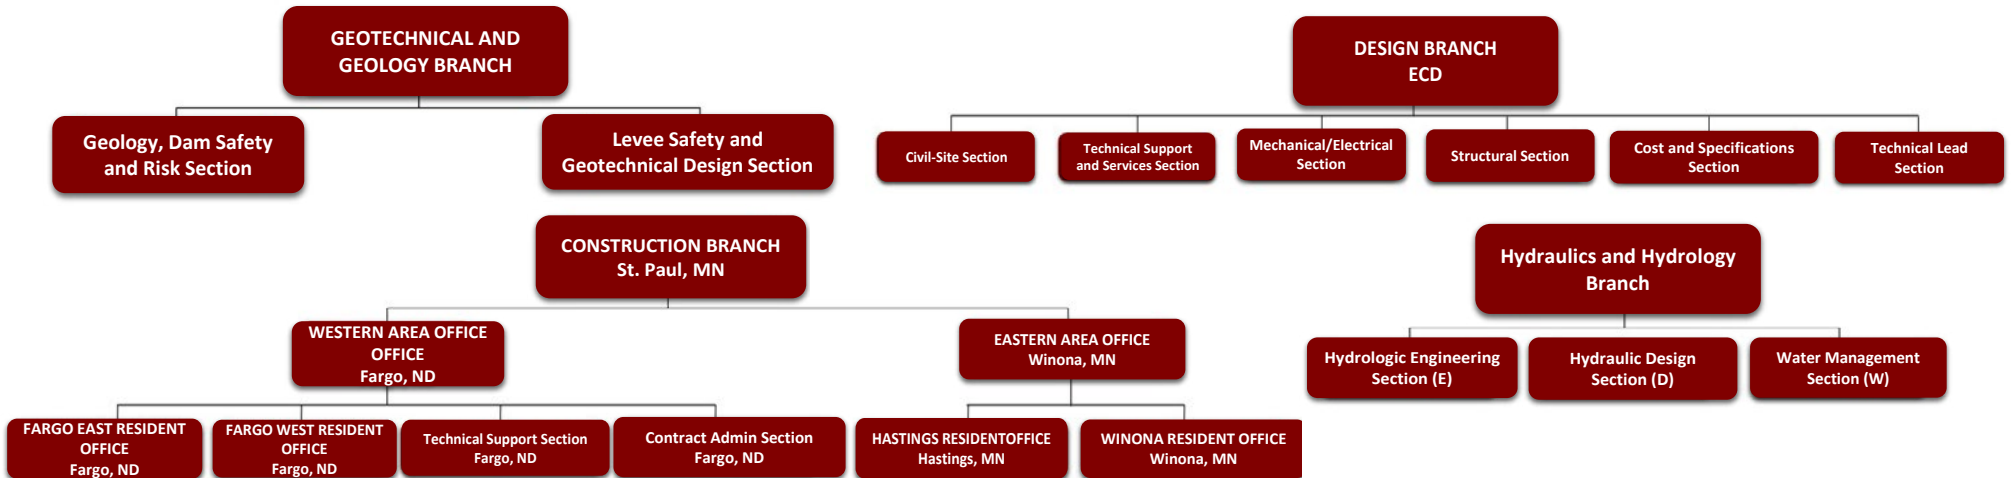 GEOTECHNICAL AND
GEOLOGY BRANCH
Geology, Dam Safety
and Risk Section
Levee Safety and
Geotechnical Design Section
DESIGN BRANCH
ECD
Civil-Site Section
Technical Support
and Services Section
Mechanical/Electrical
Section
Structural Section
Cost and Specifications
Section
Technical Lead
Section
CONSTRUCTION BRANCH
St. Paul, MN
WESTERN AREA OFFICE
OFFICE
Fargo, ND
EASTERN AREA OFFICE
Winona, MN
FARGO EAST RESIDENT
OFFICE
Fargo, ND
FARGO WEST RESIDENT
OFFICE
Fargo, ND
Technical Support Section
Fargo, ND
Contract Admin Section
Fargo, ND
HASTINGS RESIDENTOFFICE
Hastings, MN
WINONA RESIDENT OFFICE
Winona, MN
Hydraulics and Hydrology
Branch
Hydrologic Engineering
Section (E)
Hydraulic Design
Section (D)
Water Management
Section (W)